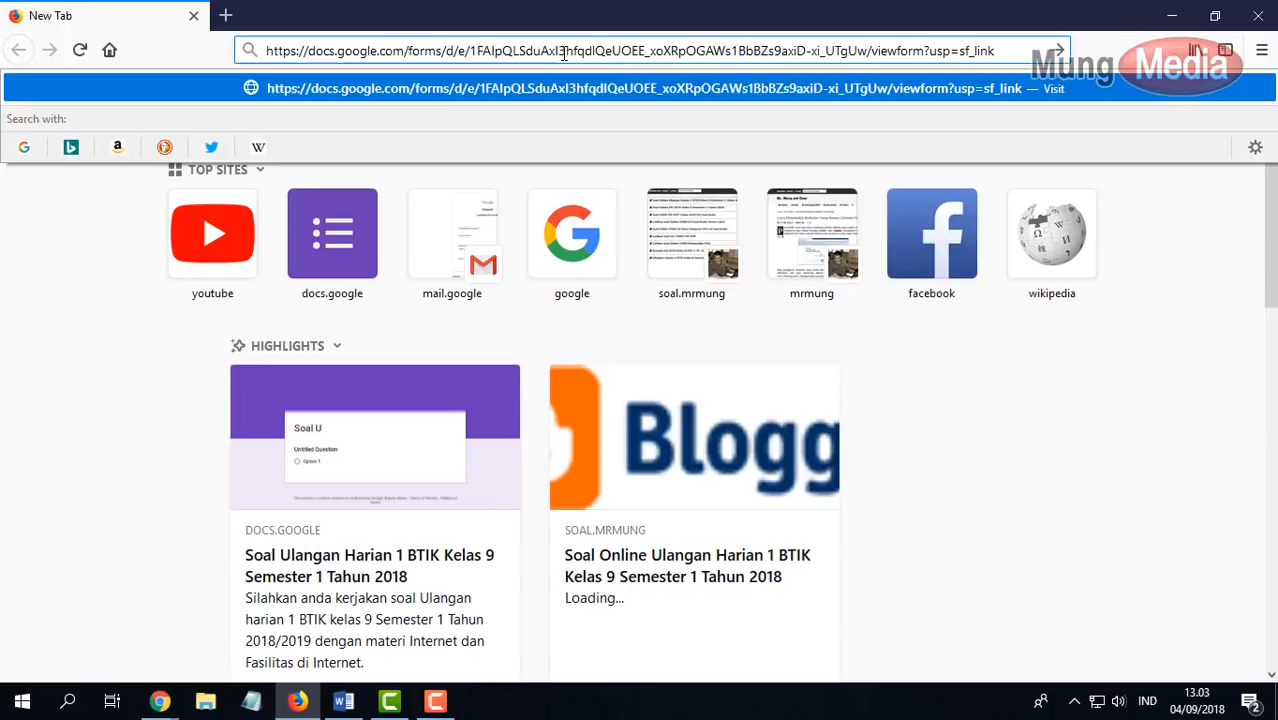 New Tab
https://docs.google.com/forms/d/e/1FAIpQLSduAxI3hfqdlQeUOEE_xoXRpOGAWs1BbBZs9axiD-xi_UTgUw/viewform?usp=sf_link
Mung Media
https://docs.google.com/forms/d/e/1FAIpQLSduAxI3hfqdlQeUOEE_xoXRpOGAWs1BbBZs9axiD-xi_UTgUw/viewform?usp=sf_link — Visit
Search with:
TOP SITES
youtube
docs.google
mail.google
google
soal.mrmung
mrmung
facebook
wikipedia
HIGHLIGHTS
Soal U
Untitled Question
Option 1
Blogg
DOCS.GOOGLE
Soal Ulangan Harian 1 BTIK Kelas 9
Semester 1 Tahun 2018
Silahkan anda kerjakan soal Ulangan
harian 1 BTIK kelas 9 Semester 1 Tahun
2018/2019 dengan materi Internet dan
Fasilitas di Internet.
SOAL.MRMUNG
Soal Online Ulangan Harian 1 BTIK
Kelas 9 Semester 1 Tahun 2018
Loading...
IND
13.03
04/09/2018
2